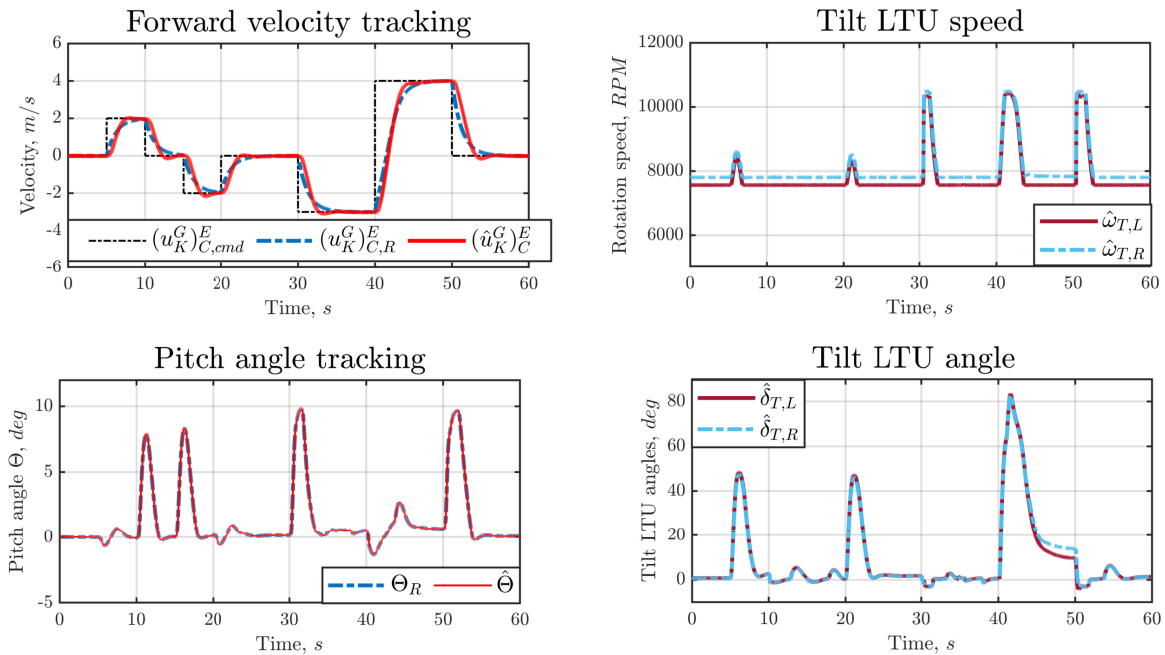 Forward velocity tracking
6
4
2
0
-2
-4
-6
Velocity, m/s
(u_K^G)_{C,cmd}^E (u_K^G)_{C,R}^E (û_K^G)_C^E
0 10 20 30 40 50 60
Time, s
Tilt LTU speed
12000
10000
8000
6000
Rotation speed, RPM
ω̂_{T,L}
ω̂_{T,R}
0 10 20 30 40 50 60
Time, s
Pitch angle tracking
10
5
0
-5
Pitch angle Θ, deg
Θ_R Θ̂
0 10 20 30 40 50 60
Time, s
Tilt LTU angle
80
60
40
20
0
Tilt LTU angles, deg
δ̂_{T,L}
δ̂_{T,R}
0 10 20 30 40 50 60
Time, s